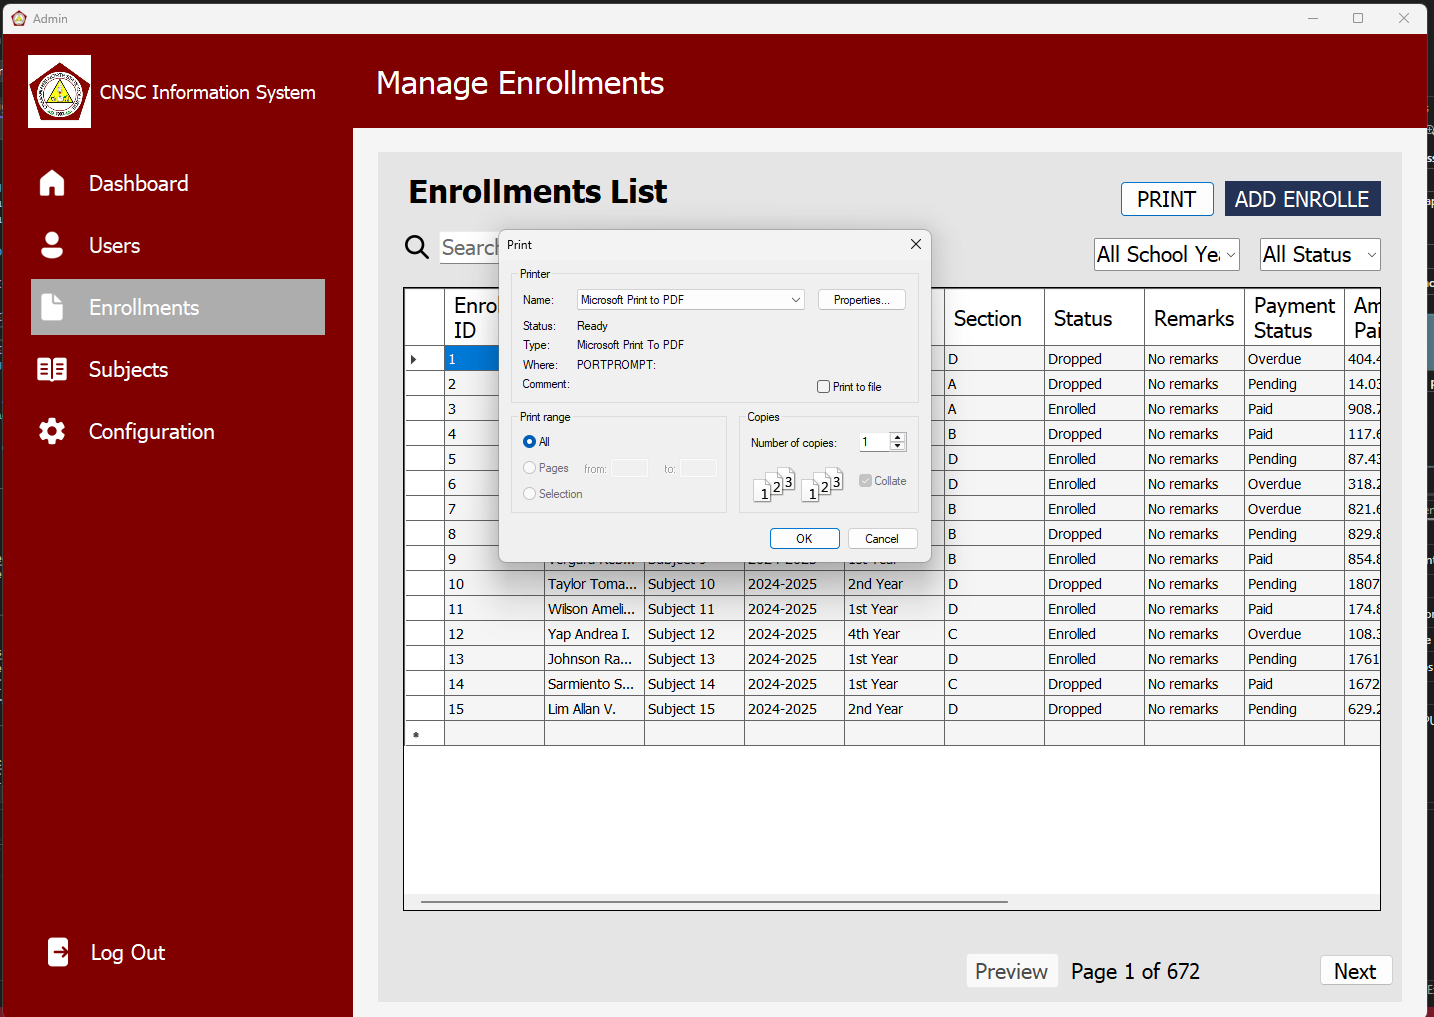 Admin
CNSC Information System
Manage Enrollments
Dashboard
Users
Enrollments
Subjects
Configuration
Log Out
Enrollments List
PRINT
ADD ENROLLE
Search
All School Ye
All Status
Print
Printer
Name: Microsoft Print to PDF Properties...
Status: Ready
Type: Microsoft Print To PDF
Where: PORTPROMPT:
Comment:
Print to file
Print range
All
Pages from: to:
Selection
Copies
Number of copies: 1
1 2 3 1 2 3 Collate
OK Cancel
Enro ID Section Status Remarks Payment Status Am Pai
1 D Dropped No remarks Overdue 404.4
2 A Dropped No remarks Pending 14.03
3 A Enrolled No remarks Paid 908.7
4 B Dropped No remarks Paid 117.6
5 D Enrolled No remarks Pending 87.43
6 D Enrolled No remarks Overdue 318.2
7 B Enrolled No remarks Overdue 821.6
8 B Dropped No remarks Pending 829.8
9 B Enrolled No remarks Paid 854.8
10 Taylor Toma... Subject 10 2024-2025 2nd Year D Dropped No remarks Pending 1807
11 Wilson Ameli... Subject 11 2024-2025 1st Year D Enrolled No remarks Paid 174.8
12 Yap Andrea I. Subject 12 2024-2025 4th Year C Enrolled No remarks Overdue 108.3
13 Johnson Ra... Subject 13 2024-2025 1st Year D Enrolled No remarks Pending 1761
14 Sarmiento S... Subject 14 2024-2025 1st Year C Dropped No remarks Paid 1672
15 Lim Allan V. Subject 15 2024-2025 2nd Year D Dropped No remarks Pending 629.2
Preview Page 1 of 672 Next